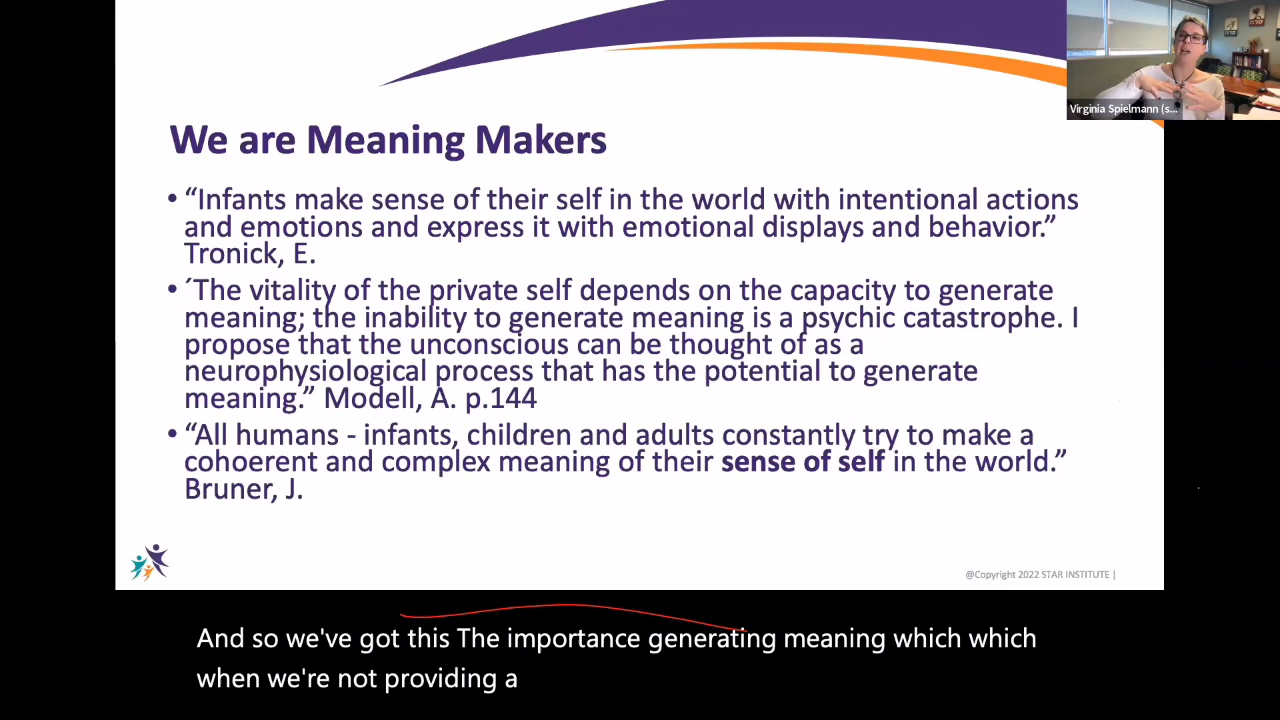 Virginia Spielmann (s...
We are Meaning Makers
• “Infants make sense of their self in the world with intentional actions
and emotions and express it with emotional displays and behavior.”
Tronick, E.
• ´The vitality of the private self depends on the capacity to generate
meaning; the inability to generate meaning is a psychic catastrophe. I
propose that the unconscious can be thought of as a
neurophysiological process that has the potential to generate
meaning.” Modell, A. p.144
• “All humans - infants, children and adults constantly try to make a
cohoerent and complex meaning of their sense of self in the world.”
Bruner, J.
@Copyright 2022 STAR INSTITUTE |
And so we've got this The importance generating meaning which which
when we're not providing a